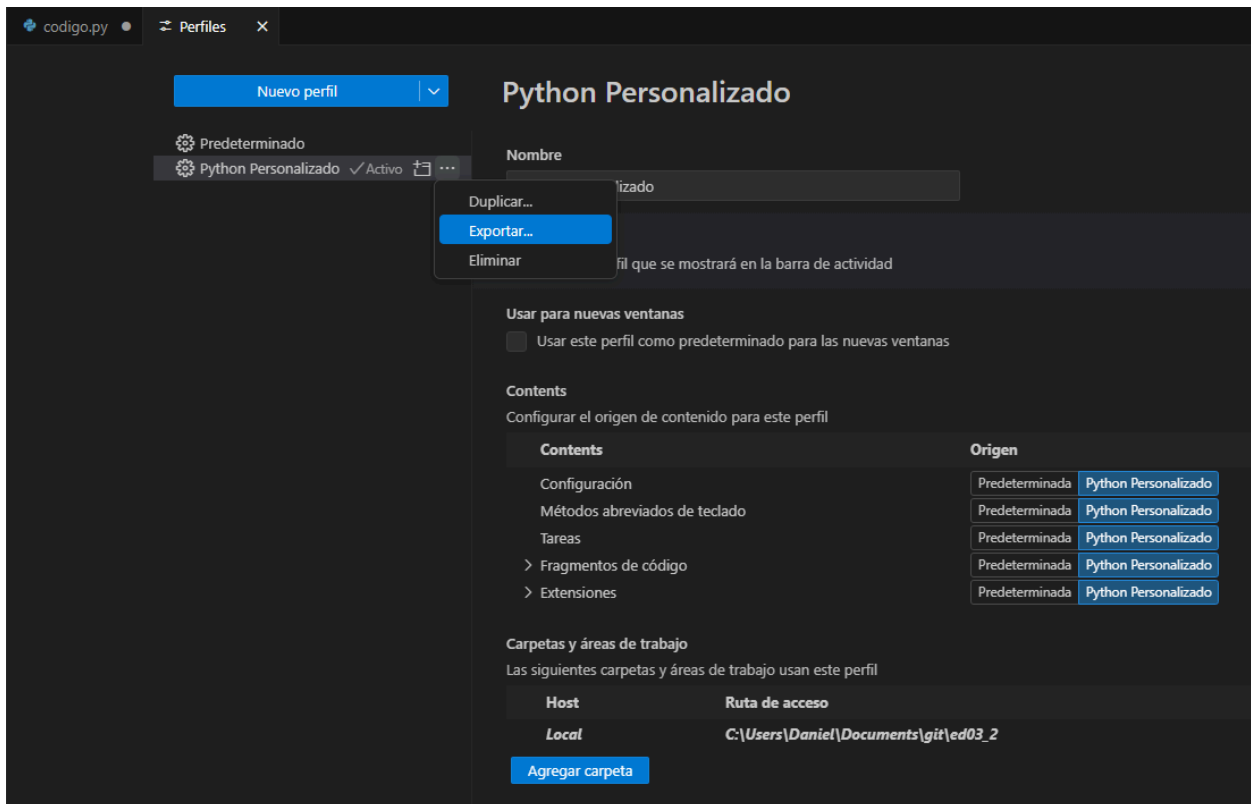 codigo.py
Perfiles
Nuevo perfil
Python Personalizado
Predeterminado
Python Personalizado Activo
Nombre
lizado
Duplicar...
Exportar...
Eliminar
fil que se mostrará en la barra de actividad
Usar para nuevas ventanas
Usar este perfil como predeterminado para las nuevas ventanas
Contents
Configurar el origen de contenido para este perfil
Contents Origen
Configuración Predeterminada Python Personalizado
Métodos abreviados de teclado Predeterminada Python Personalizado
Tareas Predeterminada Python Personalizado
Fragmentos de código Predeterminada Python Personalizado
Extensiones Predeterminada Python Personalizado
Carpetas y áreas de trabajo
Las siguientes carpetas y áreas de trabajo usan este perfil
Host Ruta de acceso
Local C:\Users\Daniel\Documents\git\ed03_2
Agregar carpeta